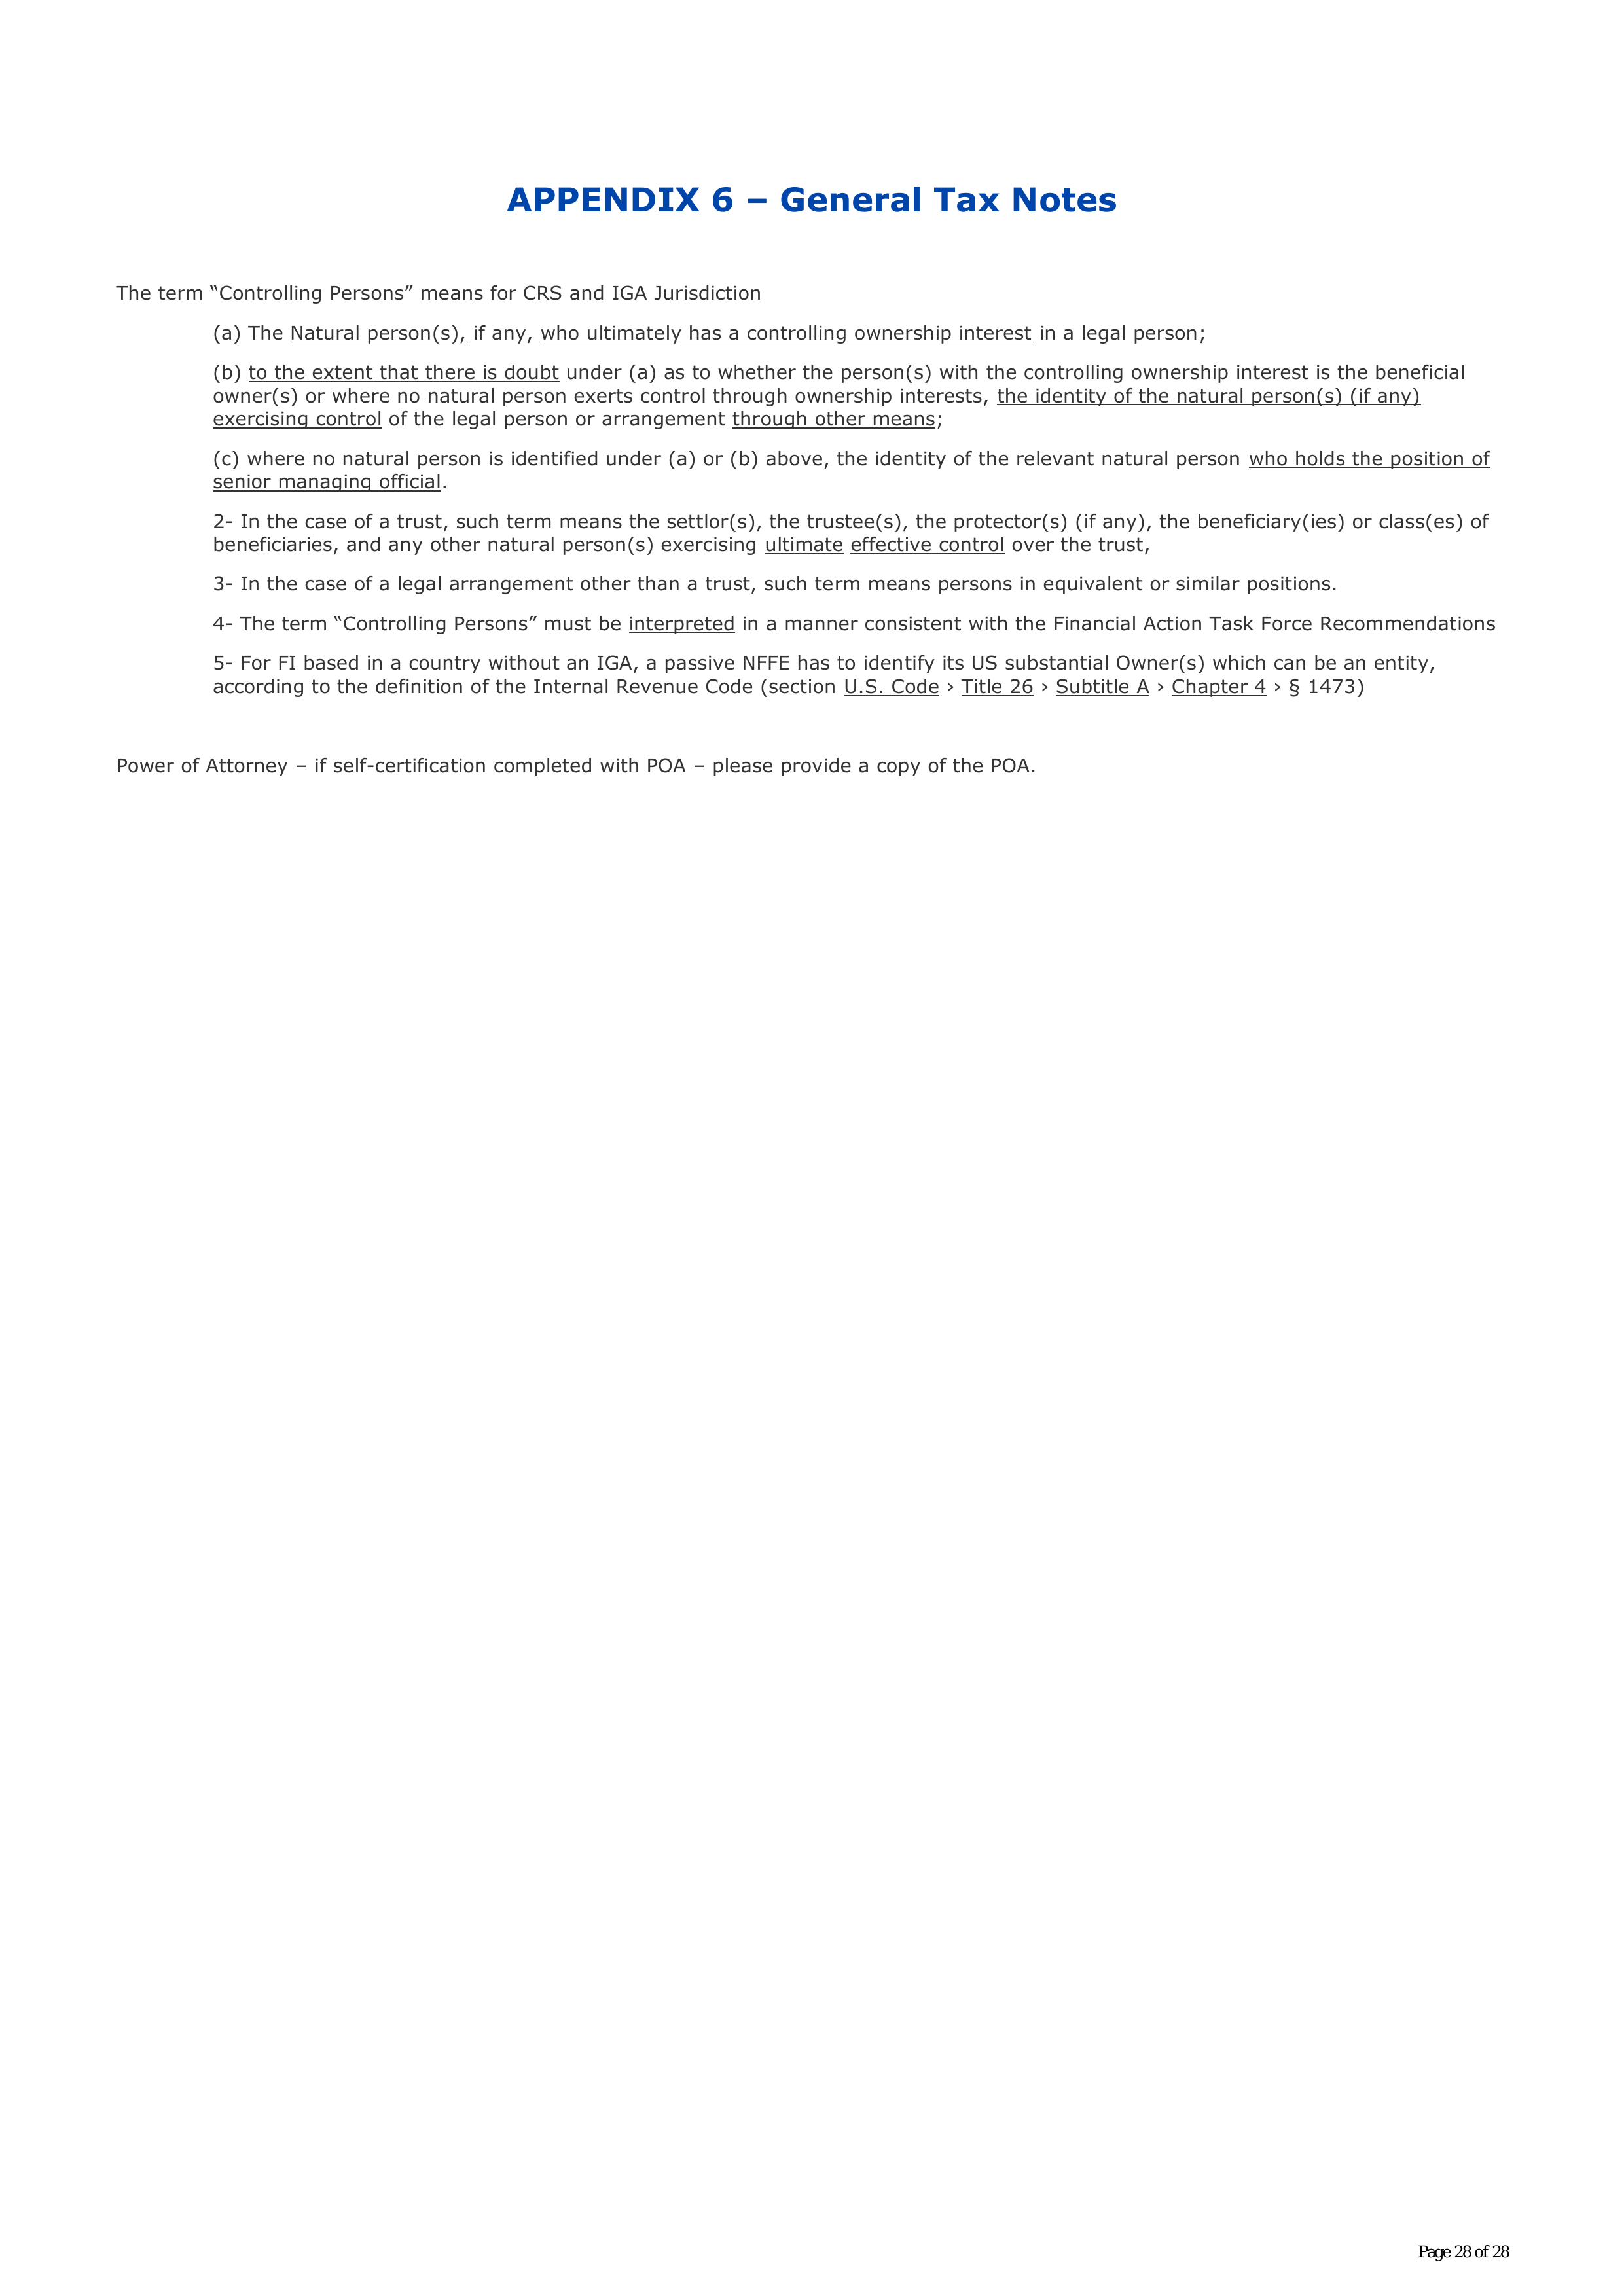 APPENDIX 6 – General Tax Notes
The term “Controlling Persons” means for CRS and IGA Jurisdiction
(a) The Natural person(s), if any, who ultimately has a controlling ownership interest in a legal person;
(b) to the extent that there is doubt under (a) as to whether the person(s) with the controlling ownership interest is the beneficial
owner(s) or where no natural person exerts control through ownership interests, the identity of the natural person(s) (if any)
exercising control of the legal person or arrangement through other means;
(c) where no natural person is identified under (a) or (b) above, the identity of the relevant natural person who holds the position of
senior managing official.
2- In the case of a trust, such term means the settlor(s), the trustee(s), the protector(s) (if any), the beneficiary(ies) or class(es) of
beneficiaries, and any other natural person(s) exercising ultimate effective control over the trust,
3- In the case of a legal arrangement other than a trust, such term means persons in equivalent or similar positions.
4- The term “Controlling Persons” must be interpreted in a manner consistent with the Financial Action Task Force Recommendations
5- For FI based in a country without an IGA, a passive NFFE has to identify its US substantial Owner(s) which can be an entity,
according to the definition of the Internal Revenue Code (section U.S. Code › Title 26 › Subtitle A › Chapter 4 › § 1473)
Power of Attorney – if self-certification completed with POA – please provide a copy of the POA.
Page 28 of 28